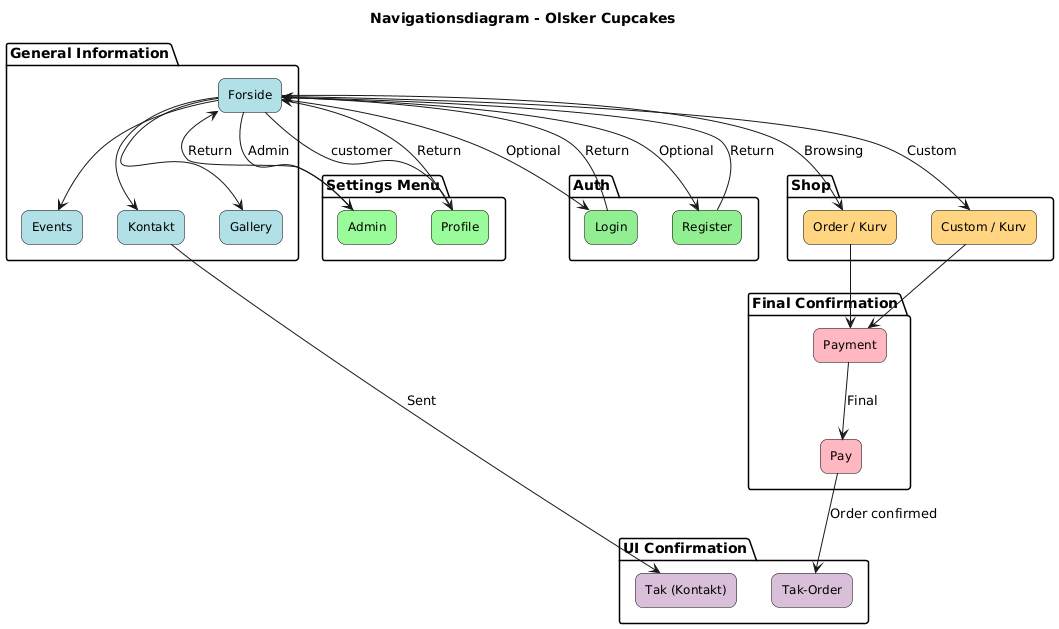 Navigationsdiagram - Olsker Cupcakes
General Information
Forside
Return
Admin
customer
Return
Optional
Return
Optional
Return
Browsing
Custom
Settings Menu
Auth
Shop
Events
Kontakt
Gallery
Admin
Profile
Login
Register
Order / Kurv
Custom / Kurv
Final Confirmation
Payment
Sent
Final
Pay
Order confirmed
UI Confirmation
Tak (Kontakt)
Tak-Order